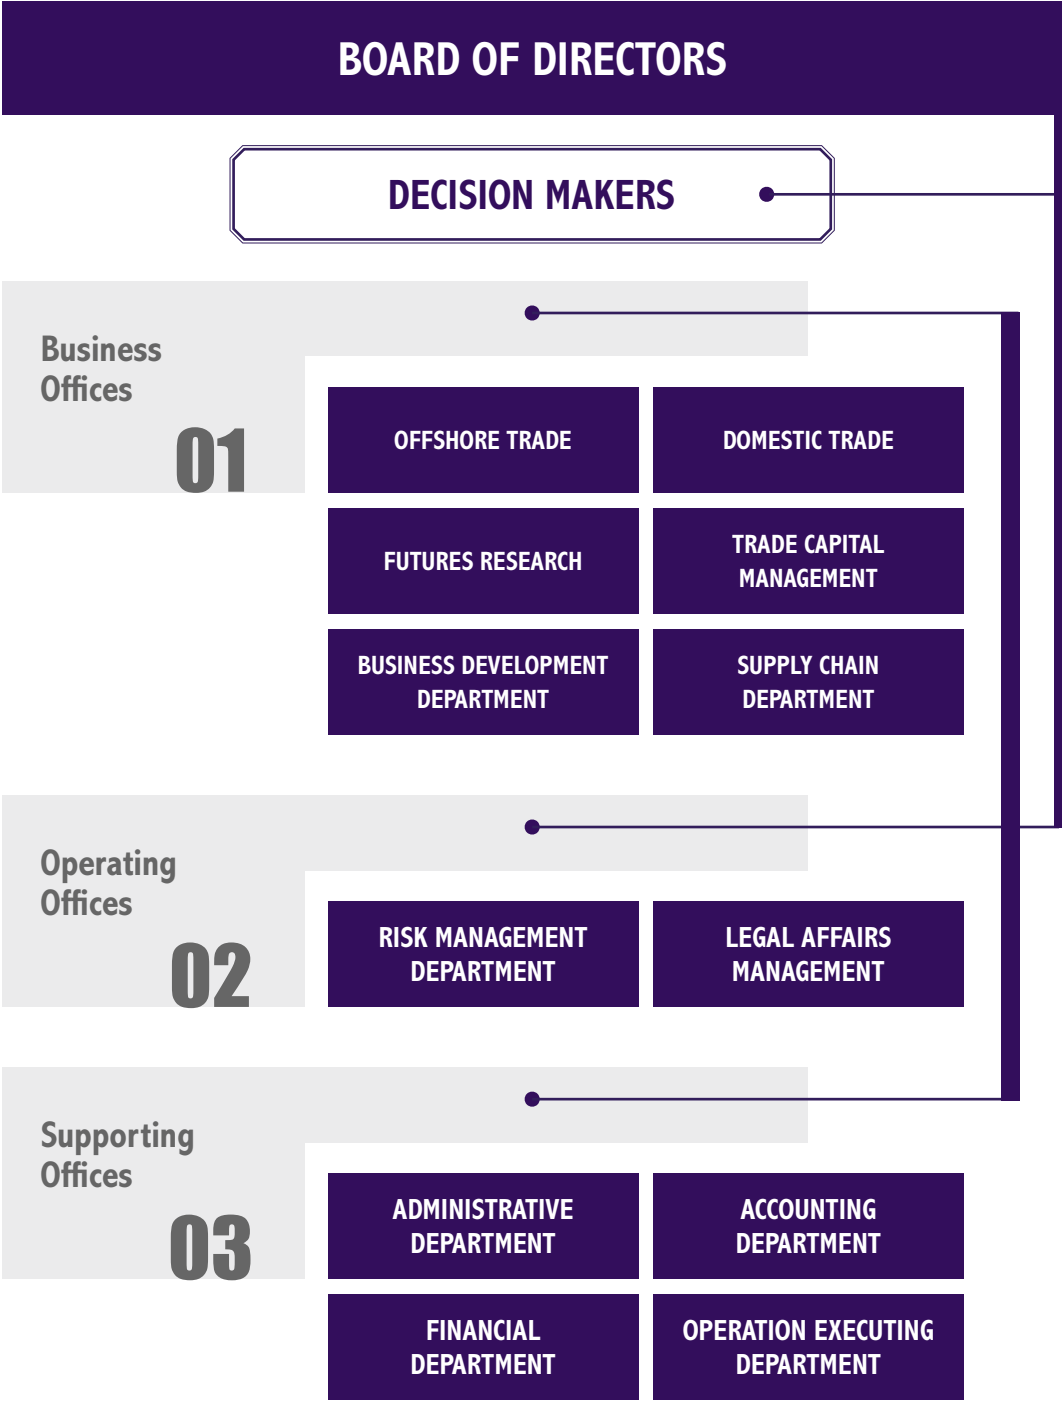 BOARD OF DIRECTORS
DECISION MAKERS
Business
Offices
01
OFFSHORE TRADE
DOMESTIC TRADE
FUTURES RESEARCH
TRADE CAPITAL
MANAGEMENT
BUSINESS DEVELOPMENT
DEPARTMENT
SUPPLY CHAIN
DEPARTMENT
Operating
Offices
02
RISK MANAGEMENT
DEPARTMENT
LEGAL AFFAIRS
MANAGEMENT
Supporting
Offices
03
ADMINISTRATIVE
DEPARTMENT
ACCOUNTING
DEPARTMENT
FINANCIAL
DEPARTMENT
OPERATION EXECUTING
DEPARTMENT